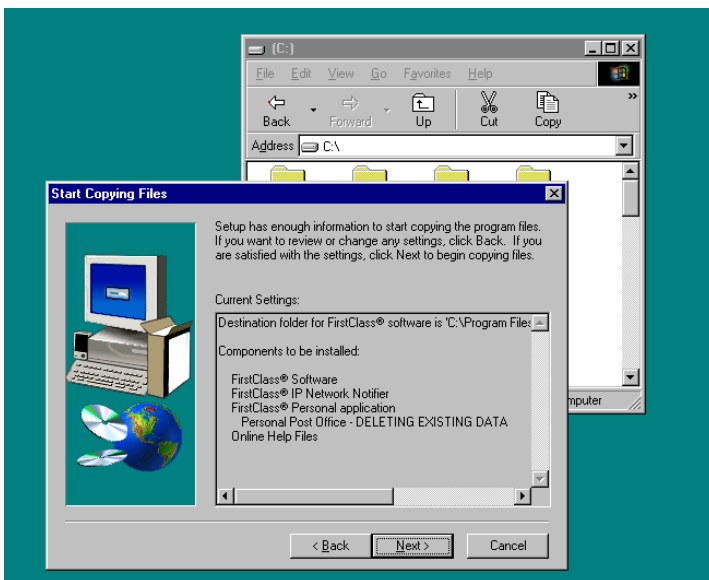 (C:)
File Edit View Go Favorites Help
Back Forward Up Cut Copy »
Address C:\
Start Copying Files
Setup has enough information to start copying the program files.
If you want to review or change any settings, click Back. If you
are satisfied with the settings, click Next to begin copying files.
Current Settings:
Destination folder for FirstClass® software is 'C:\Program Files
Components to be installed:
FirstClass® Software
FirstClass® IP Network Notifier
FirstClass® Personal application
Personal Post Office - DELETING EXISTING DATA
Online Help Files
mputer
< Back Next > Cancel